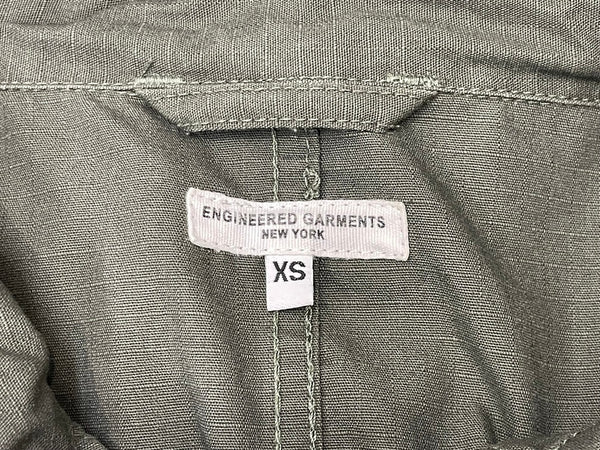 ENGINEERED GARMENTS
NEW YORK
XS